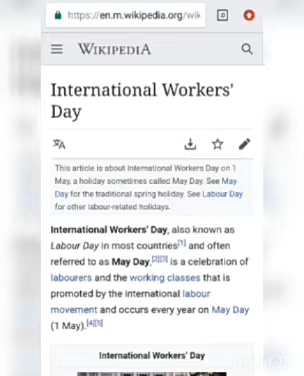 https://en.m.wikipedia.org/wik
WIKIPEDIA
International Workers'
Day
This article is about International Workers' Day on 1
May, a holiday sometimes called May Day. See May
Day for the traditional spring holiday. See Labour Day
for other labour-related holidays.
International Workers' Day, also known as
Labour Day in most countries[1] and often
referred to as May Day,[2][3] is a celebration of
labourers and the working classes that is
promoted by the international labour
movement and occurs every year on May Day
(1 May).[4][5]
International Workers' Day